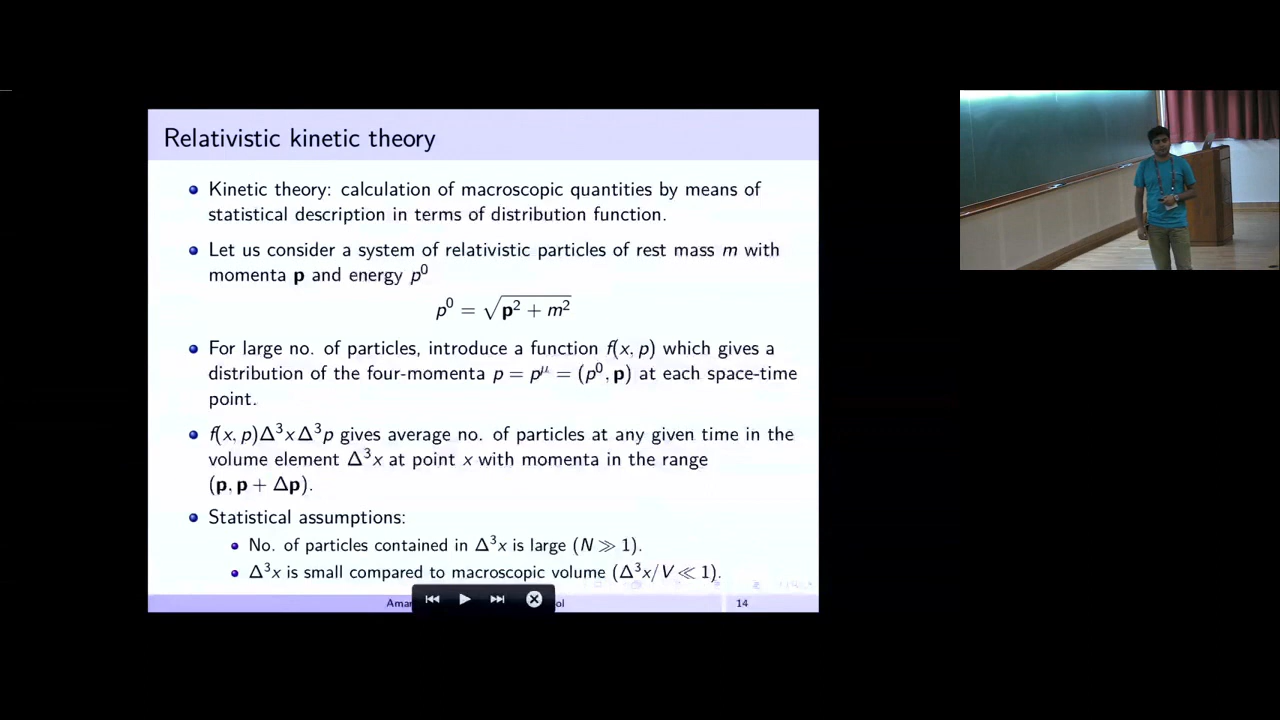 Relativistic kinetic theory
Kinetic theory: calculation of macroscopic quantities by means of
statistical description in terms of distribution function.
Let us consider a system of relativistic particles of rest mass m with
momenta p and energy p⁰
p⁰ = √(p² + m²)
For large no. of particles, introduce a function f(x, p) which gives a
distribution of the four-momenta p = p^μ = (p⁰, p) at each space-time
point.
f(x, p)Δ³xΔ³p gives average no. of particles at any given time in the
volume element Δ³x at point x with momenta in the range
(p, p + Δp).
Statistical assumptions:
No. of particles contained in Δ³x is large (N ≫ 1).
Δ³x is small compared to macroscopic volume (Δ³x/V ≪ 1).
14